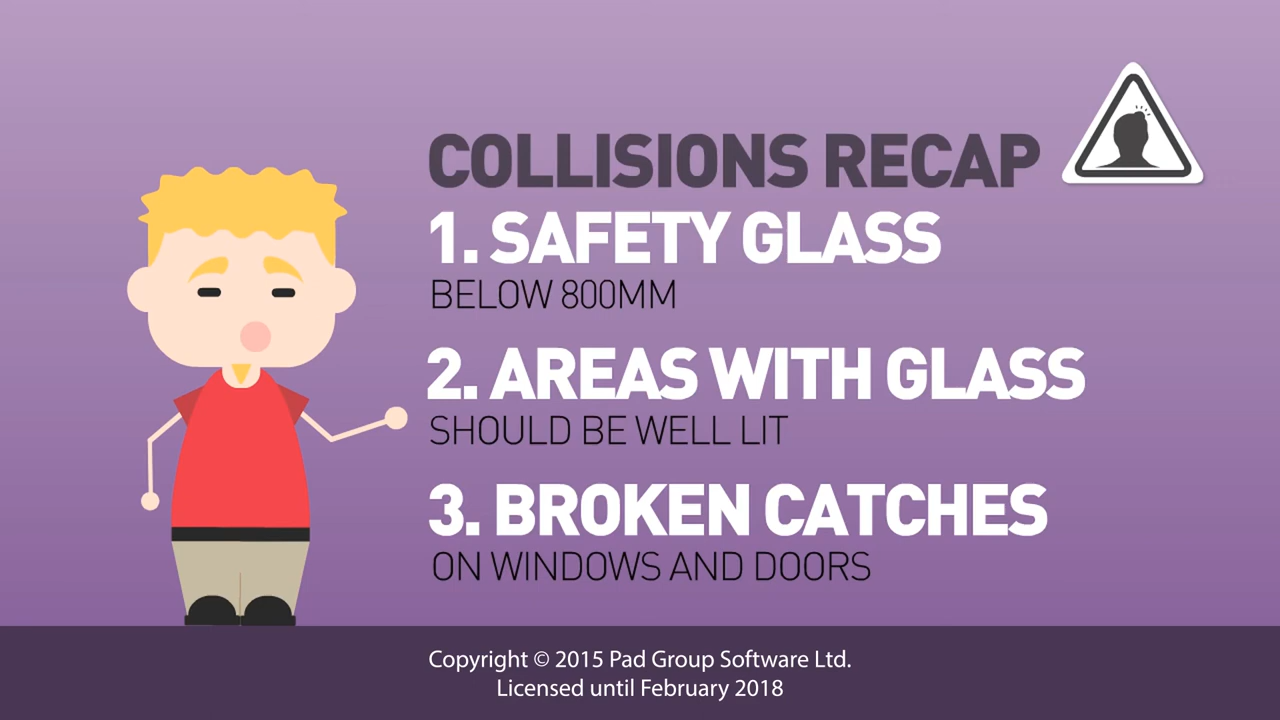 COLLISIONS RECAP
1. SAFETY GLASS
BELOW 800MM
2. AREAS WITH GLASS
SHOULD BE WELL LIT
3. BROKEN CATCHES
ON WINDOWS AND DOORS
Copyright © 2015 Pad Group Software Ltd.
Licensed until February 2018